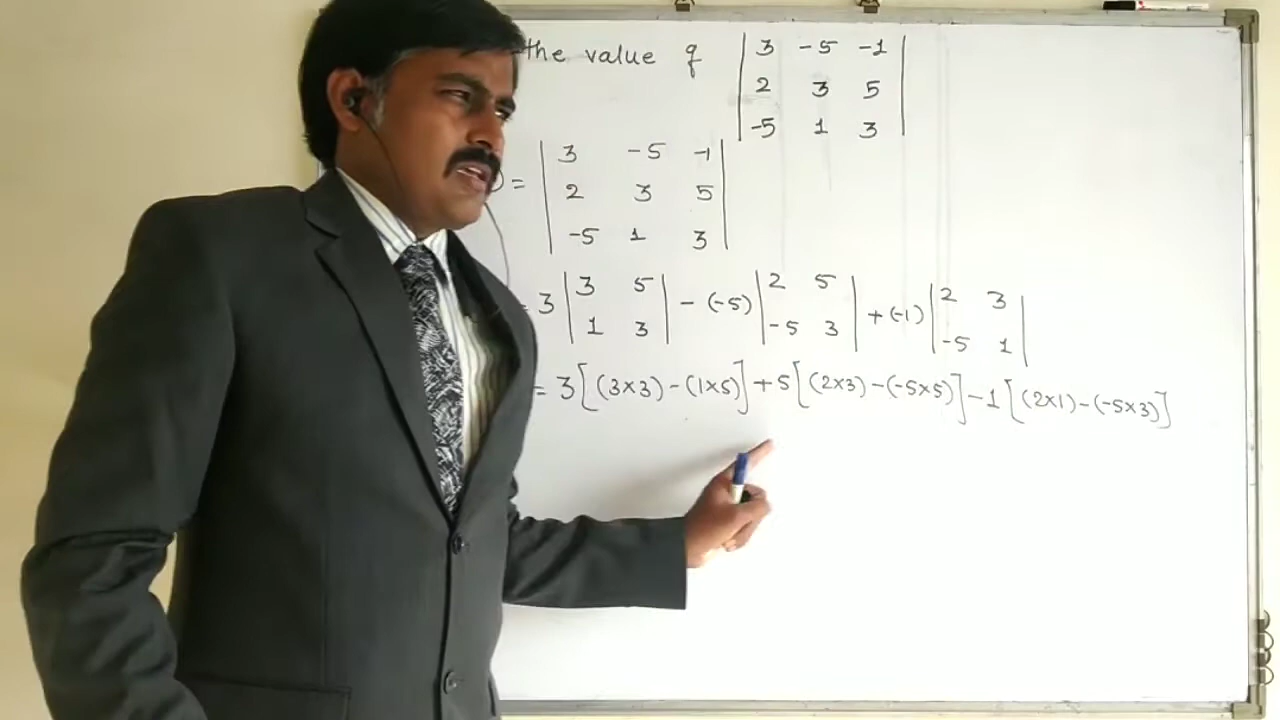 the value of | 3 -5 -1 |
| 2 3 5 |
| -5 1 3 |
= | 3 -5 -1 |
| 2 3 5 |
| -5 1 3 |
= 3 | 3 5 | - (-5) | 2 5 | + (-1) | 2 3 |
| 1 3 | | -5 3 | | -5 1 |
= 3[(3×3)-(1×5)]+5[(2×3)-(-5×5)]-1[(2×1)-(-5×3)]